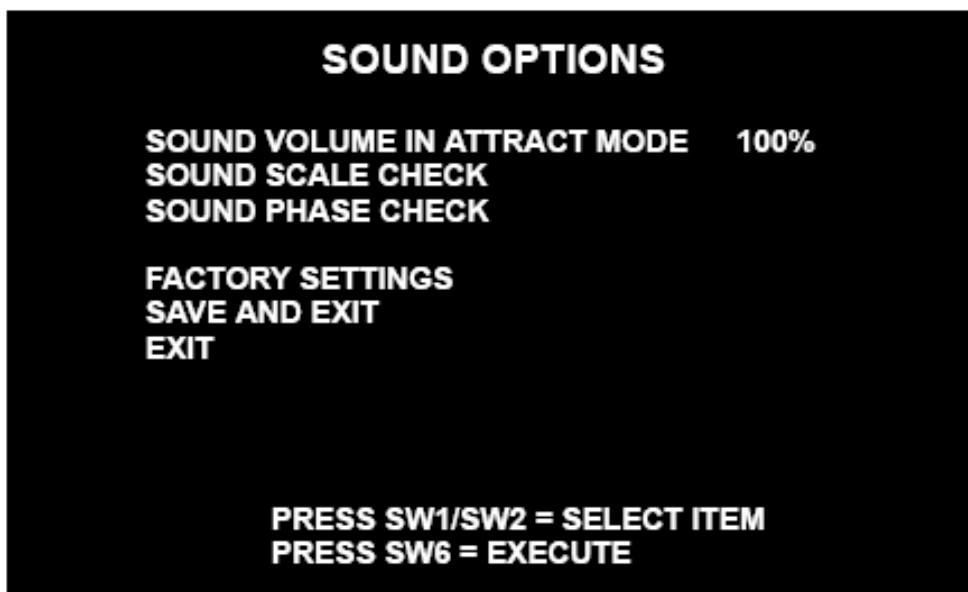 SOUND OPTIONS
SOUND VOLUME IN ATTRACT MODE 100%
SOUND SCALE CHECK
SOUND PHASE CHECK
FACTORY SETTINGS
SAVE AND EXIT
EXIT
PRESS SW1/SW2 = SELECT ITEM
PRESS SW6 = EXECUTE